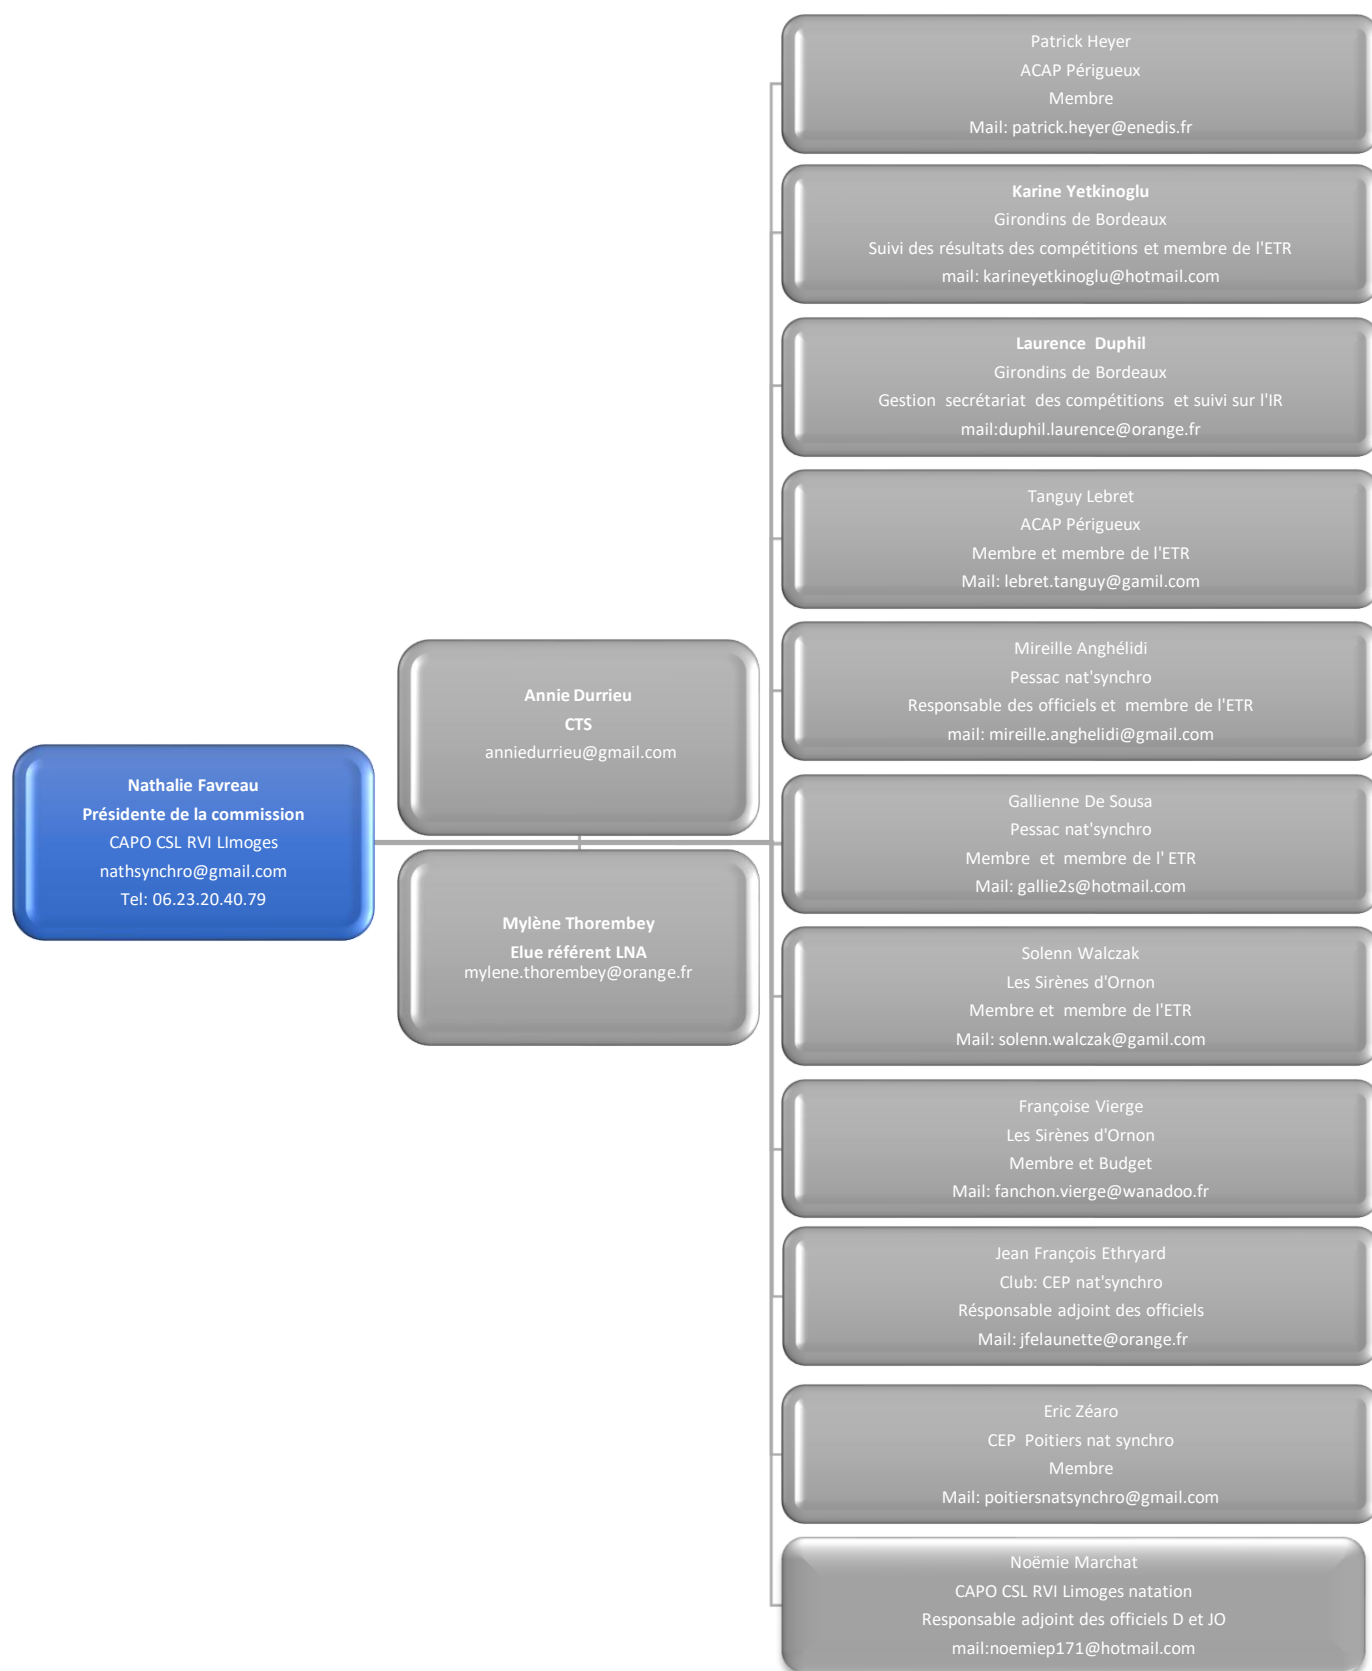 Nathalie Favreau
Présidente de la commission
CAPO CSL RVI LImoges
nathsynchro@gmail.com
Tel: 06.23.20.40.79
Annie Durrieu
CTS
anniedurrieu@gmail.com
Mylène Thorembey
Elue référent LNA
mylene.thorembey@orange.fr
Patrick Heyer
ACAP Périgueux
Membre
Mail: patrick.heyer@enedis.fr
Karine Yetkinoglu
Girondins de Bordeaux
Suivi des résultats des compétitions et membre de l'ETR
mail: karineyetkinoglu@hotmail.com
Laurence Duphil
Girondins de Bordeaux
Gestion secrétariat des compétitions et suivi sur l'IR
mail:duphil.laurence@orange.fr
Tanguy Lebret
ACAP Périgueux
Membre et membre de l'ETR
Mail: lebret.tanguy@gamil.com
Mireille Anghélidi
Pessac nat'synchro
Responsable des officiels et membre de l'ETR
mail: mireille.anghelidi@gmail.com
Gallienne De Sousa
Pessac nat'synchro
Membre et membre de l' ETR
Mail: gallie2s@hotmail.com
Solenn Walczak
Les Sirènes d'Ornon
Membre et membre de l'ETR
Mail: solenn.walczak@gamil.com
Françoise Vierge
Les Sirènes d'Ornon
Membre et Budget
Mail: fanchon.vierge@wanadoo.fr
Jean François Ethryard
Club: CEP nat'synchro
Résponsable adjoint des officiels
Mail: jfelaunette@orange.fr
Eric Zéaro
CEP Poitiers nat synchro
Membre
Mail: poitiersnatsynchro@gmail.com
Noëmie Marchat
CAPO CSL RVI Limoges natation
Responsable adjoint des officiels D et JO
mail:noemiep171@hotmail.com